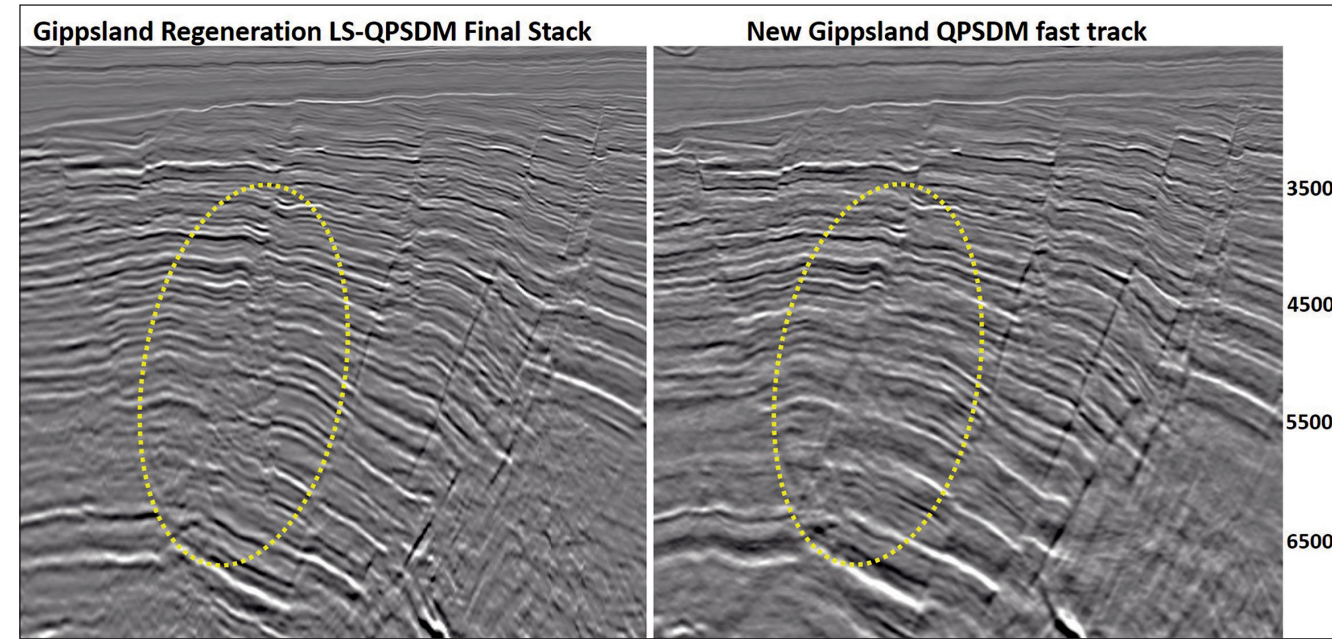 Gippsland Regeneration LS-QPSDM Final Stack
New Gippsland QPSDM fast track
3500
4500
5500
6500